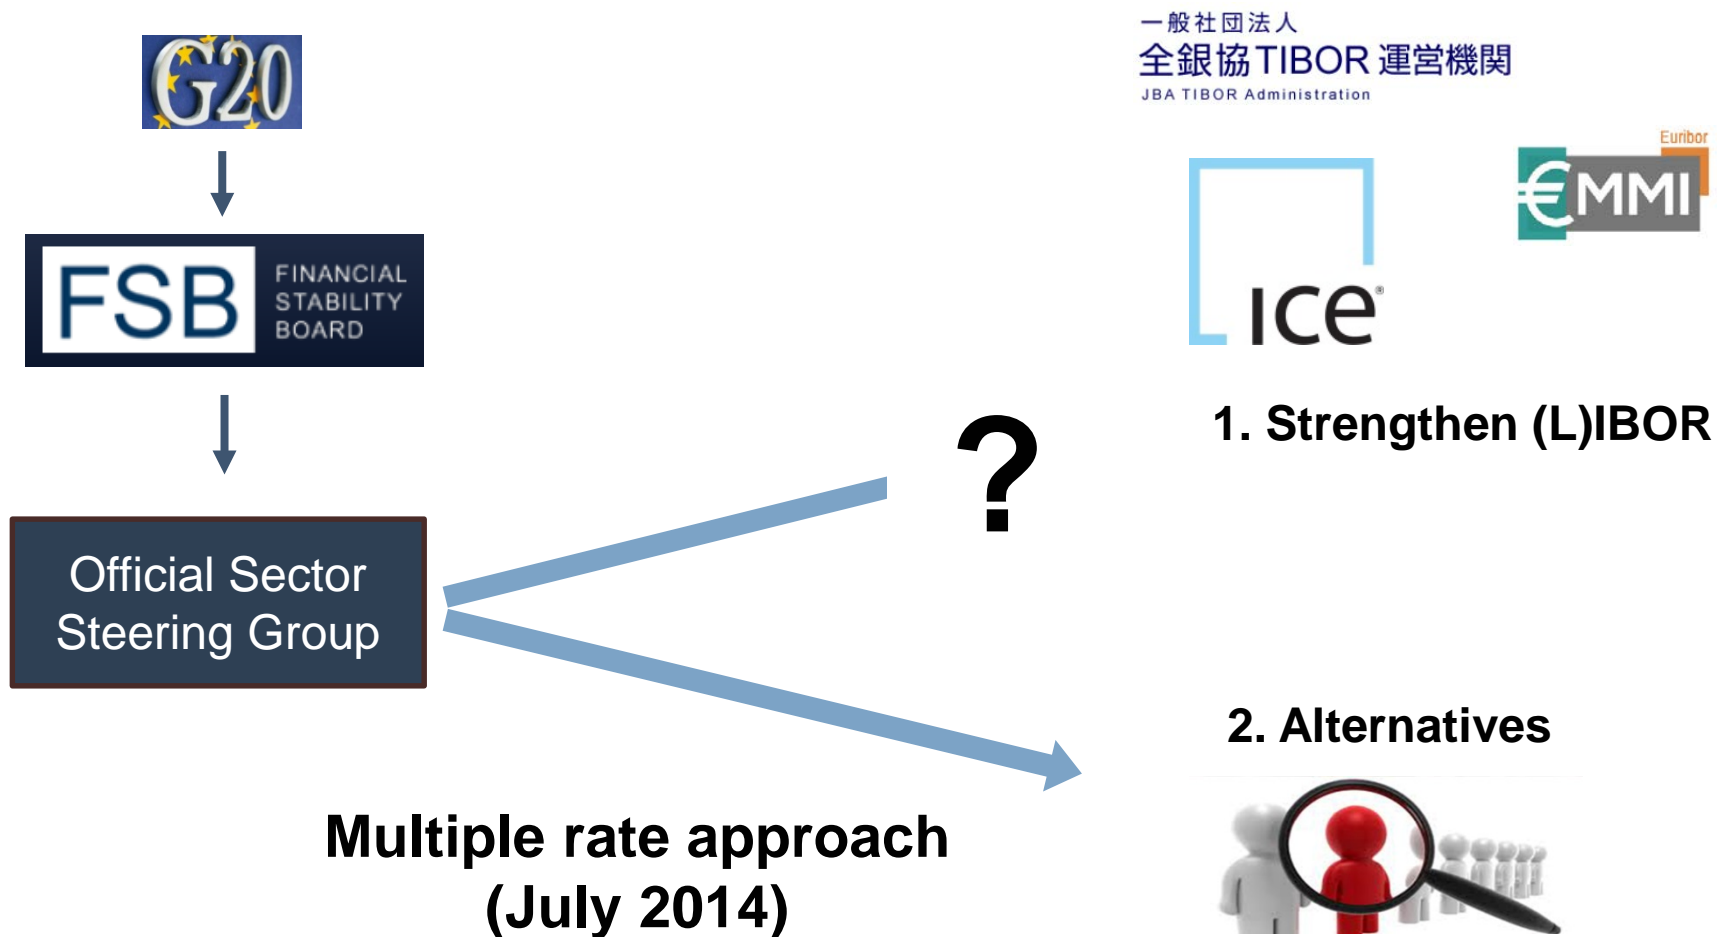 G20
FSB
FINANCIAL
STABILITY
BOARD
Official Sector
Steering Group
一般社団法人
全銀協TIBOR 運営機関
JBA TIBOR Administration
Euribor
€MMI
ice®
?
1. Strengthen (L)IBOR
2. Alternatives
Multiple rate approach
(July 2014)